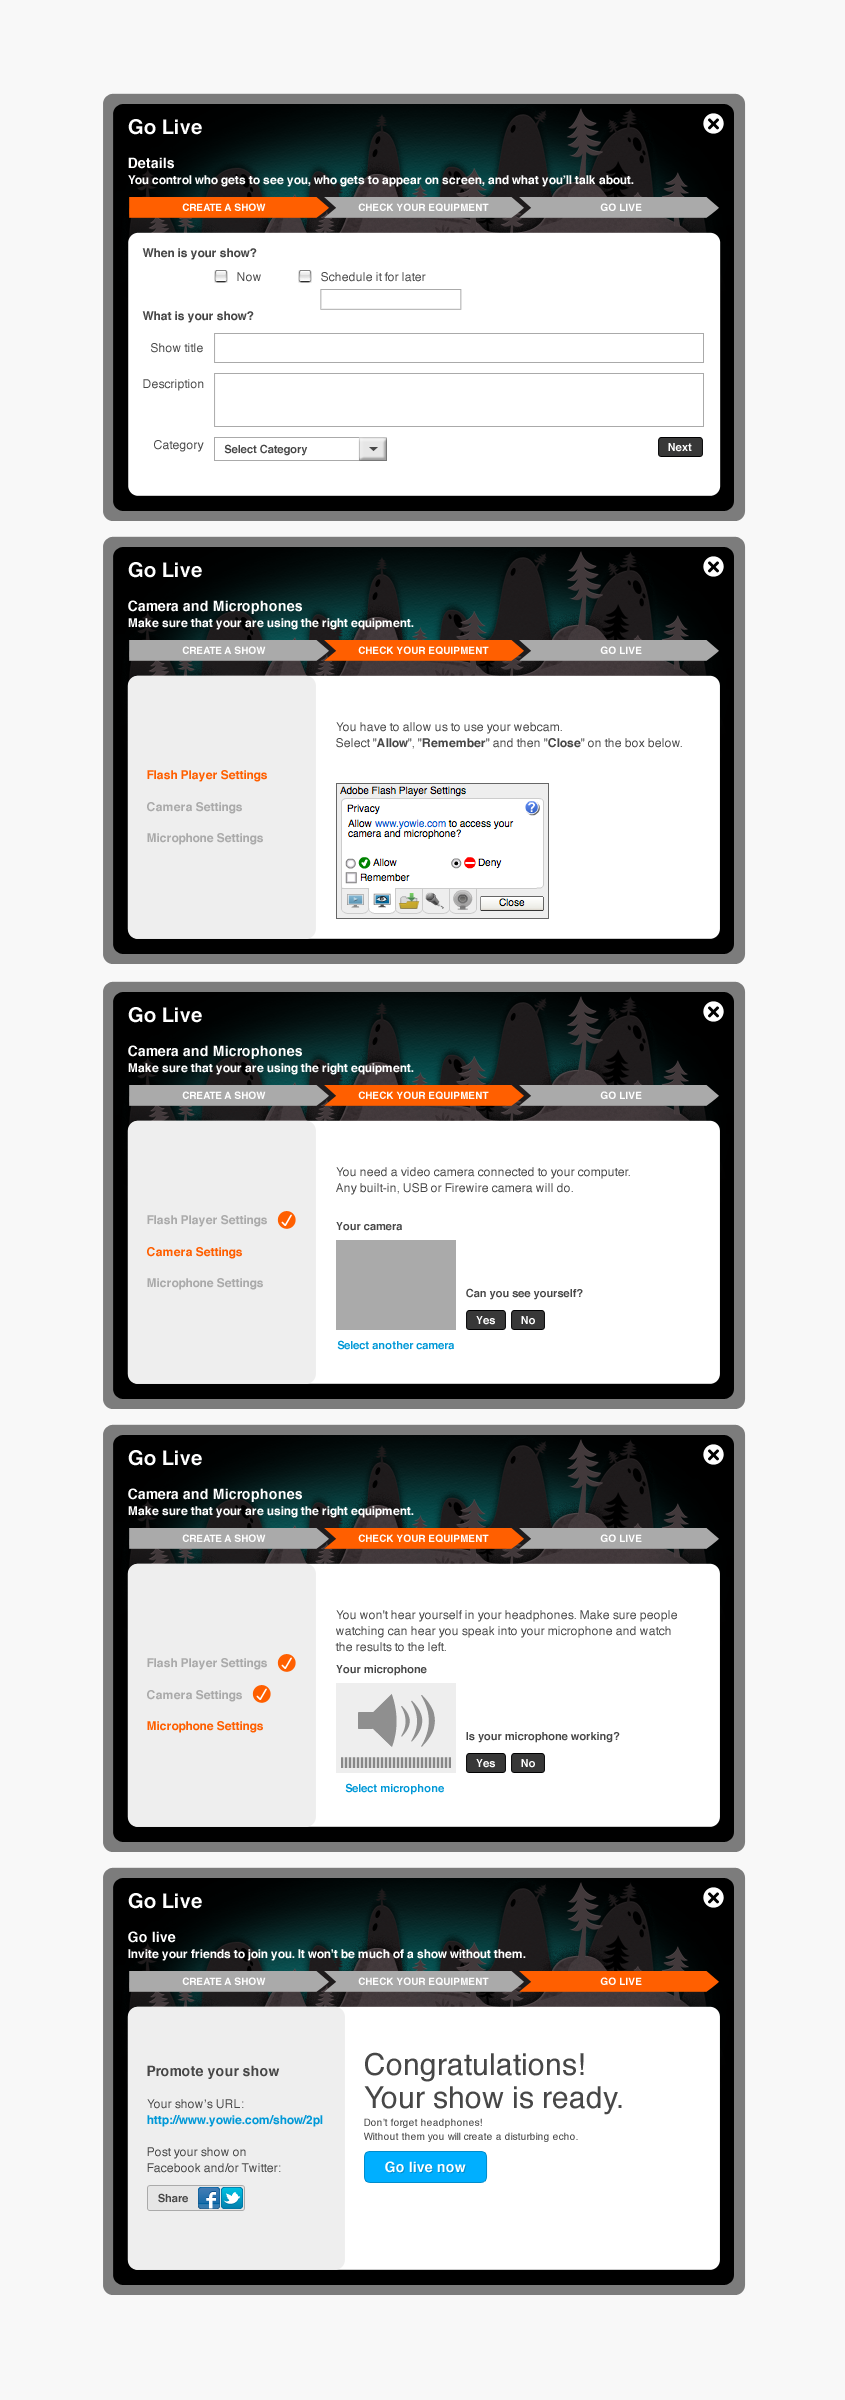 Go Live
Details
You control who gets to see you, who gets to appear on screen, and what you'll talk about.
CREATE A SHOW
CHECK YOUR EQUIPMENT
GO LIVE
When is your show?
Now
Schedule it for later
What is your show?
Show title
Description
Category
Select Category
Next
Go Live
Camera and Microphones
Make sure that your are using the right equipment.
CREATE A SHOW
CHECK YOUR EQUIPMENT
GO LIVE
Flash Player Settings
Camera Settings
Microphone Settings
You have to allow us to use your webcam.
Select "Allow", "Remember" and then "Close" on the box below.
Adobe Flash Player Settings
Privacy
Allow www.yowie.com to access your
camera and microphone?
Allow
Deny
Remember
Close
Go Live
Camera and Microphones
Make sure that your are using the right equipment.
CREATE A SHOW
CHECK YOUR EQUIPMENT
GO LIVE
Flash Player Settings
Camera Settings
Microphone Settings
You need a video camera connected to your computer.
Any built-in, USB or Firewire camera will do.
Your camera
Can you see yourself?
Yes
No
Select another camera
Go Live
Camera and Microphones
Make sure that your are using the right equipment.
CREATE A SHOW
CHECK YOUR EQUIPMENT
GO LIVE
Flash Player Settings
Camera Settings
Microphone Settings
You won't hear yourself in your headphones. Make sure people
watching can hear you speak into your microphone and watch
the results to the left.
Your microphone
Is your microphone working?
Yes
No
Select microphone
Go Live
Go live
Invite your friends to join you. It won't be much of a show without them.
CREATE A SHOW
CHECK YOUR EQUIPMENT
GO LIVE
Promote your show
Your show's URL:
http://www.yowie.com/show/2pl
Post your show on
Facebook and/or Twitter:
Share
Congratulations!
Your show is ready.
Don't forget headphones!
Without them you will create a disturbing echo.
Go live now